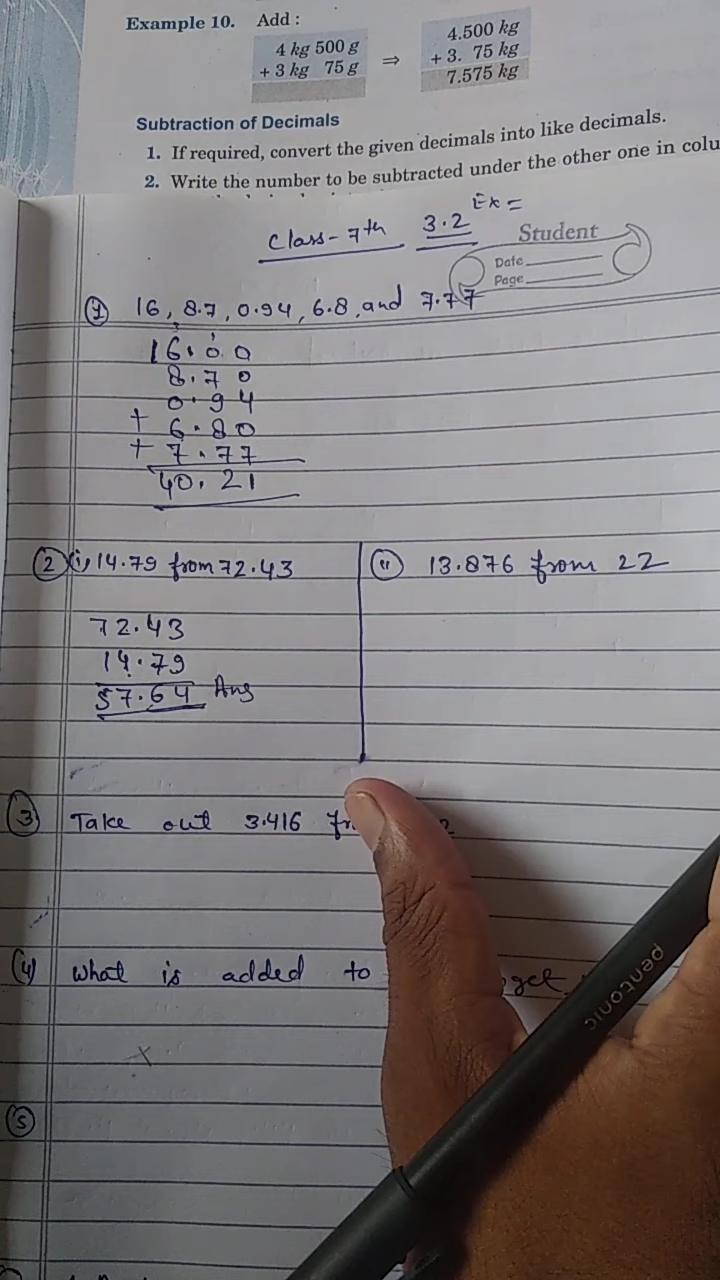 Example 10. Add :
4 kg 500 g ⇒ 4.500 kg
+ 3 kg 75 g + 3. 75 kg
7.575 kg
Subtraction of Decimals
1. If required, convert the given decimals into like decimals.
2. Write the number to be subtracted under the other one in colu
Class - 7th 3.2 Ex =
Student
Date
Page
1 16, 8.7, 0.94, 6.8, and 7.77
16.00
8.70
0.94
+ 6.80
+ 7.77
40.21
2 (i) 14.79 from 72.43
72.43
14.79
57.64 Ans
(ii) 13.876 from 22
3 Take out 3.416 fr
(4) What is added to get
5
pentonic